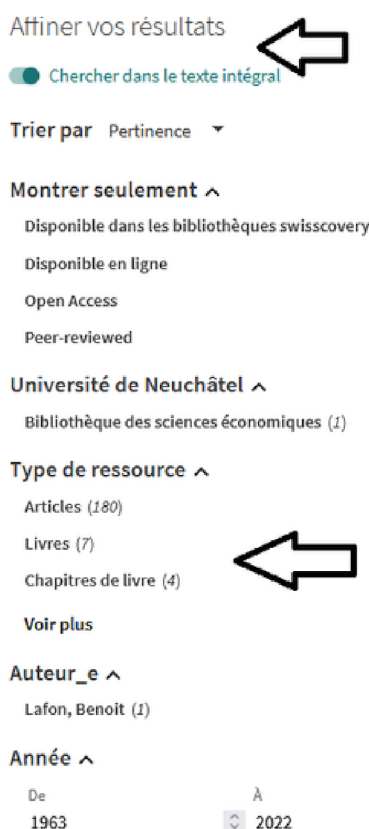 Affiner vos résultats
Chercher dans le texte intégral
Trier par Pertinence
Montrer seulement
Disponible dans les bibliothèques swisscovery
Disponible en ligne
Open Access
Peer-reviewed
Université de Neuchâtel
Bibliothèque des sciences économiques (1)
Type de ressource
Articles (180)
Livres (7)
Chapitres de livre (4)
Voir plus
Auteur_e
Lafon, Benoit (1)
Année
De À
1963 2022